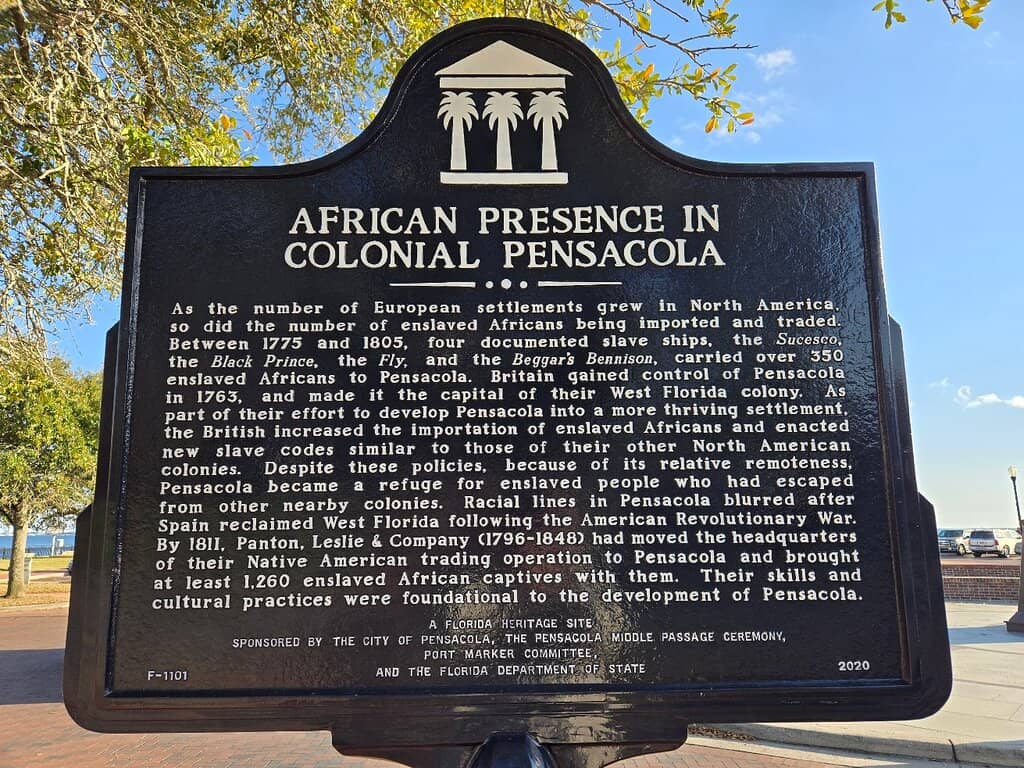 AFRICAN PRESENCE IN
COLONIAL PENSACOLA
As the number of European settlements grew in North America,
so did the number of enslaved Africans being imported and traded.
Between 1775 and 1805, four documented slave ships, the Sucesco,
the Black Prince, the Fly, and the Beggar's Bennison, carried over 350
enslaved Africans to Pensacola. Britain gained control of Pensacola
in 1763, and made it the capital of their West Florida colony. As
part of their effort to develop Pensacola into a more thriving settlement,
the British increased the importation of enslaved Africans and enacted
new slave codes similar to those of their other North American
colonies. Despite these policies, because of its relative remoteness,
Pensacola became a refuge for enslaved people who had escaped
from other nearby colonies. Racial lines in Pensacola blurred after
Spain reclaimed West Florida following the American Revolutionary War.
By 1811, Panton, Leslie & Company (1796-1848) had moved the headquarters
of their Native American trading operation to Pensacola and brought
at least 1,260 enslaved African captives with them. Their skills and
cultural practices were foundational to the development of Pensacola.
A FLORIDA HERITAGE SITE
SPONSORED BY THE CITY OF PENSACOLA, THE PENSACOLA MIDDLE PASSAGE CEREMONY,
PORT MARKER COMMITTEE,
AND THE FLORIDA DEPARTMENT OF STATE
F-1101
2020